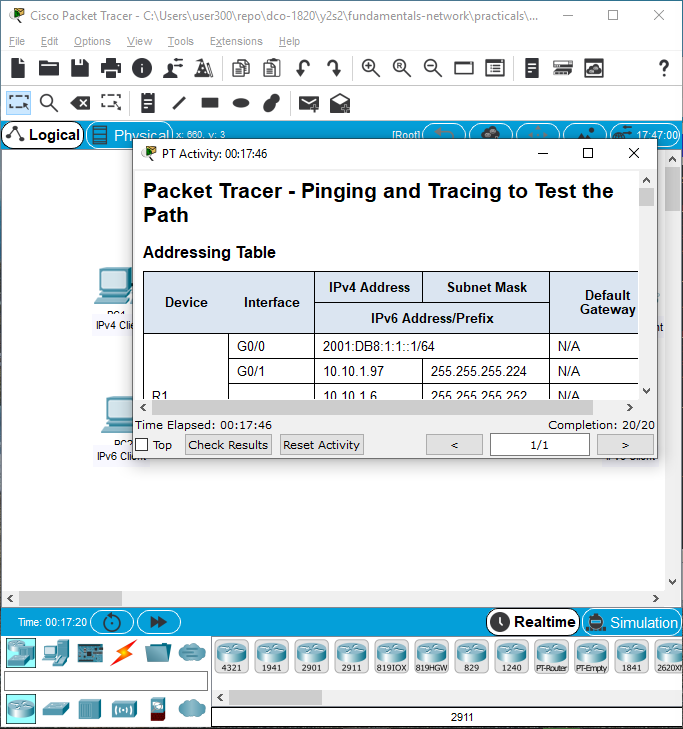 Cisco Packet Tracer - C:\Users\user300\repo\dco-1820\y2s2\fundamentals-network\practicals\...
File Edit Options View Tools Extensions Help
Logical Physical x: 660, y: 3 [Root] 17:47:00
PT Activity: 00:17:46
Packet Tracer - Pinging and Tracing to Test the
Path
Addressing Table
Device Interface IPv4 Address Subnet Mask Default
Gateway
IPv6 Address/Prefix
G0/0 2001:DB8:1:1::1/64 N/A
G0/1 10.10.1.97 255.255.255.224 N/A
R1 10.10.1.6 255.255.255.252 N/A
Time Elapsed: 00:17:46 Completion: 20/20
Top Check Results Reset Activity < 1/1 >
PC1
IPv4 Clie
PC2
IPv6 Client
Time: 00:17:20 Realtime Simulation
4321 1941 2901 2911 819IOX 819HGW 829 1240 PT-Router PT-Empty 1841 2620XM
2911